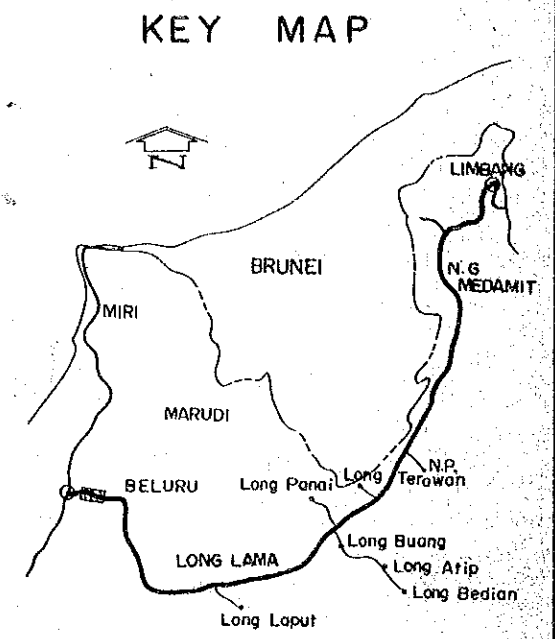 KEY MAP
N
LIMBANG
BRUNEI
N.G
MEDAMIT
MIRI
MARUDI
N.P.
Long Terawan
BELURU
Long Panai
Long Buang
LONG LAMA
Long Atip
Long Bedian
Long Laput